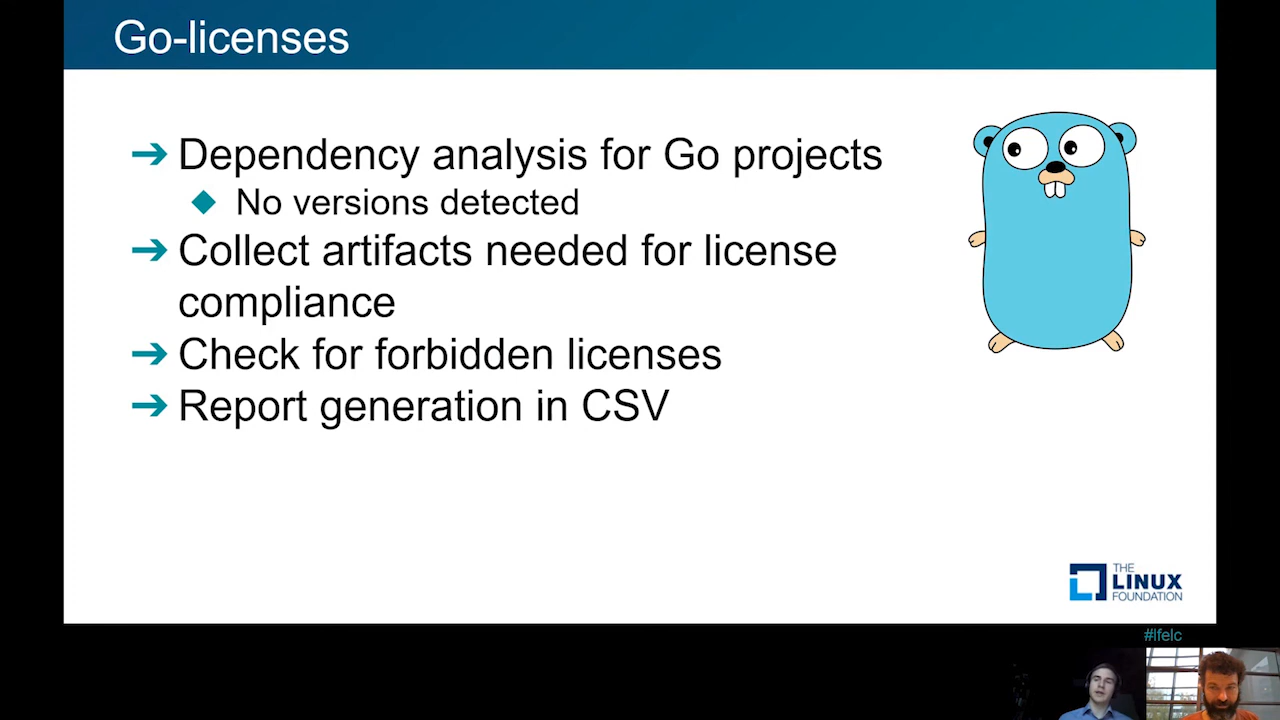 Go-licenses
➔ Dependency analysis for Go projects
◆ No versions detected
➔ Collect artifacts needed for license
compliance
➔ Check for forbidden licenses
➔ Report generation in CSV
THE
LINUX
FOUNDATION
#lfelc